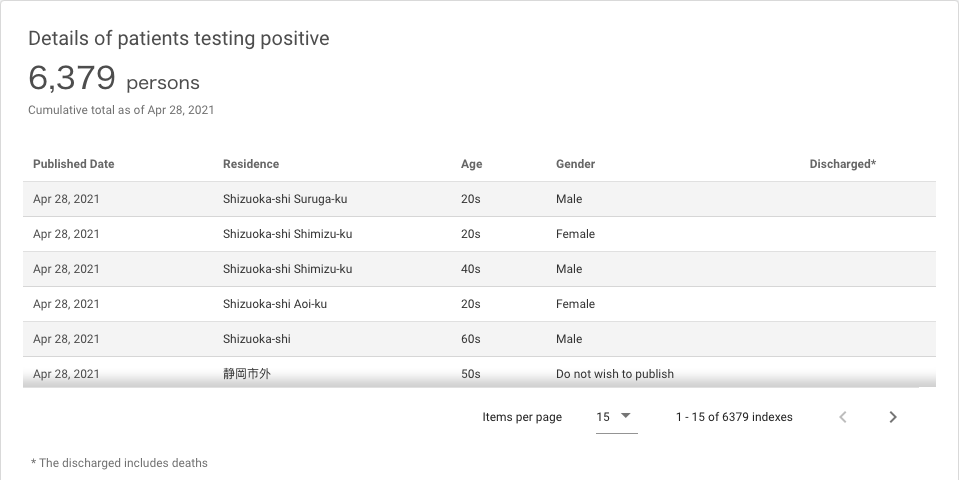 Details of patients testing positive
6,379 persons
Cumulative total as of Apr 28, 2021
Published Date Residence Age Gender Discharged*
Apr 28, 2021 Shizuoka-shi Suruga-ku 20s Male
Apr 28, 2021 Shizuoka-shi Shimizu-ku 20s Female
Apr 28, 2021 Shizuoka-shi Shimizu-ku 40s Male
Apr 28, 2021 Shizuoka-shi Aoi-ku 20s Female
Apr 28, 2021 Shizuoka-shi 60s Male
Apr 28, 2021 静岡市外 50s Do not wish to publish
Items per page 15 1 - 15 of 6379 indexes
* The discharged includes deaths